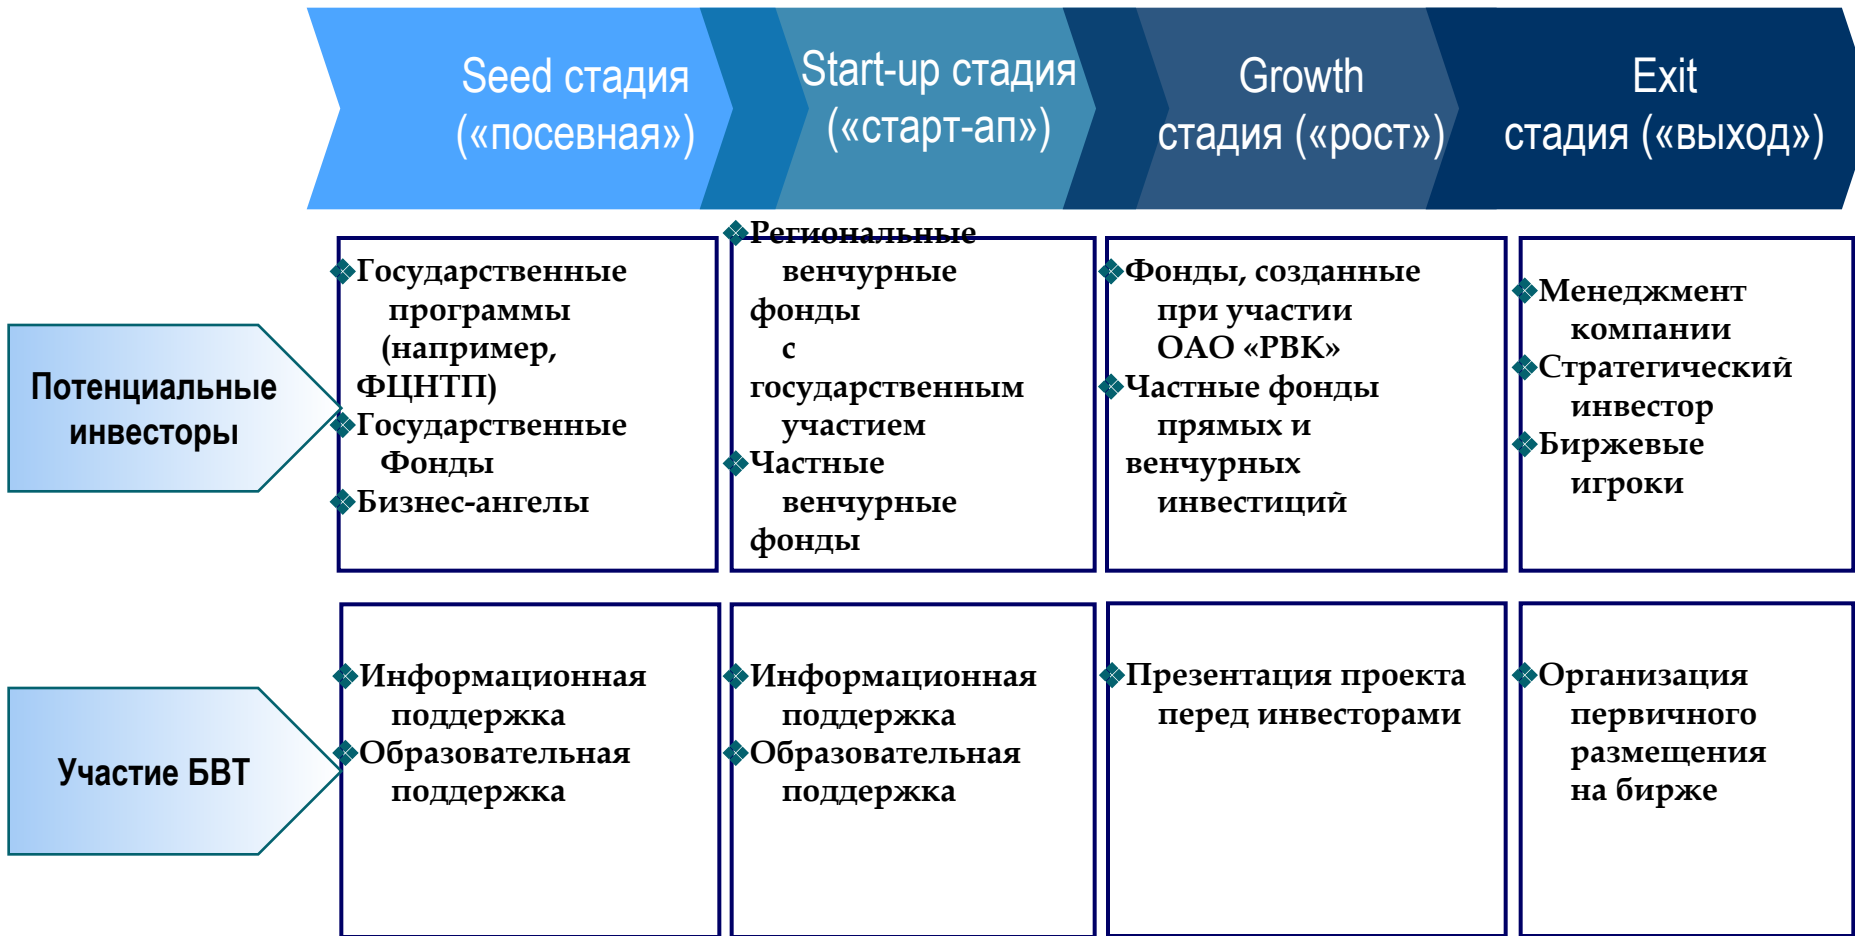 Seed стадия
(«посевная»)
Start-up стадия
(«старт-ап»)
Growth
стадия («рост»)
Exit
стадия («выход»)
Потенциальные
инвесторы
Государственные
программы
(например,
ФЦНТП)
Государственные
Фонды
Бизнес-ангелы
Региональные
венчурные
фонды
с
государственным
участием
Частные
венчурные
фонды
Фонды, созданные
при участии
ОАО «РВК»
Частные фонды
прямых и
венчурных
инвестиций
Менеджмент
компании
Стратегический
инвестор
Биржевые
игроки
Участие БВТ
Информационная
поддержка
Образовательная
поддержка
Информационная
поддержка
Образовательная
поддержка
Презентация проекта
перед инвесторами
Организация
первичного
размещения
на бирже